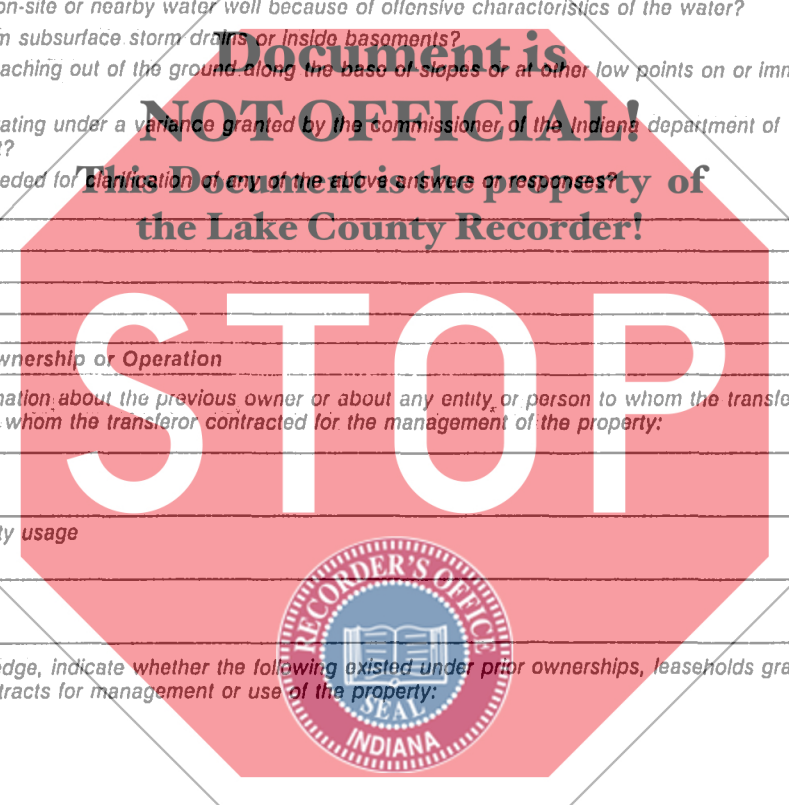 on-site or nearby water well because of offensive characteristics of the water?
m subsurface storm drains or inside basements?
Document is
aching out of the ground along the base of slopes or at other low points on or imm
NOT OFFICIAL!
ating under a variance granted by the commissioner of the Indiana department of
t?
eded for clarification of any of the above answers or responses?
This Document is the property of
the Lake County Recorder!
STOP
wnership or Operation
nation about the previous owner or about any entity or person to whom the transfe
whom the transferor contracted for the management of the property:
ty usage
RECORDER'S OFFICE
SEAL
INDIANA
edge, indicate whether the following existed under prior ownerships, leaseholds gra
tracts for management or use of the property: